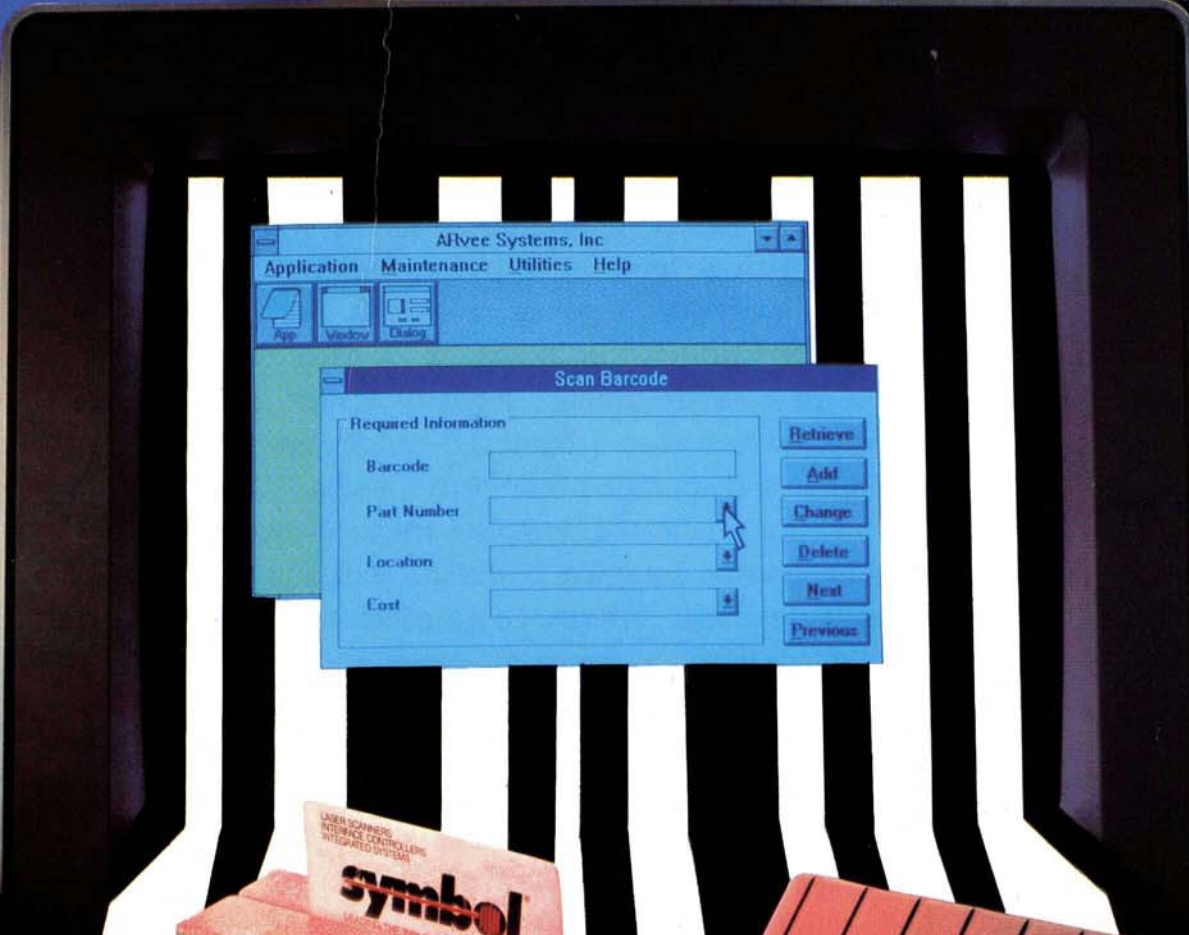 ARvee Systems, Inc
Application Maintenance Utilities Help
App Window Dialog
Scan Barcode
Required Information
Barcode
Part Number
Location
Cost
Retrieve
Add
Change
Delete
Next
Previous
LASER SCANNERS
INTERFACE CONTROLLERS
INTEGRATED SYSTEMS
symbol